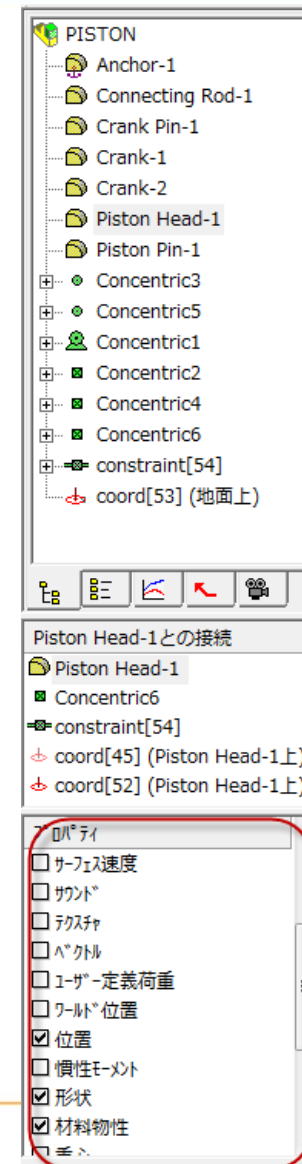 PISTON
Anchor-1
Connecting Rod-1
Crank Pin-1
Crank-1
Crank-2
Piston Head-1
Piston Pin-1
Concentric3
Concentric5
Concentric1
Concentric2
Concentric4
Concentric6
constraint[54]
coord[53] (地面上)
Piston Head-1との接続
Piston Head-1
Concentric6
constraint[54]
coord[45] (Piston Head-1上)
coord[52] (Piston Head-1上)
ﾌﾟﾛﾊﾟﾃｨ
ｻｰﾌｪｽ速度
ｻｳﾝﾄﾞ
ﾃｸｽﾁｬ
ﾍﾞｸﾄﾙ
ﾕｰｻﾞｰ定義荷重
ﾜｰﾙﾄﾞ位置
位置
慣性ﾓｰﾒﾝﾄ
形状
材料物性
重心